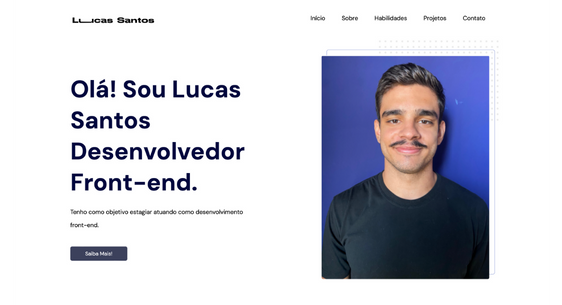 Lucas Santos
Início Sobre Habilidades Projetos Contato
Olá! Sou Lucas
Santos
Desenvolvedor
Front-end.
Tenho como objetivo estagiar atuando como desenvolvimento
front-end.
Saiba Mais!